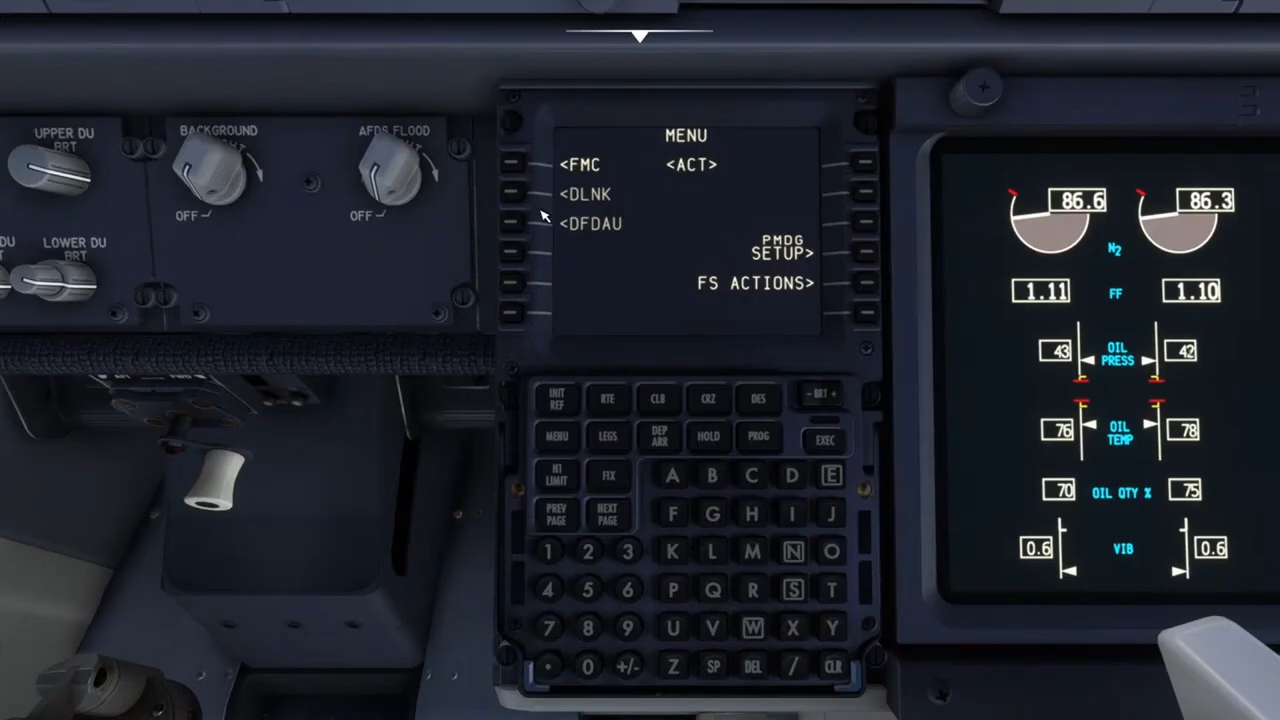 UPPER DU
BRT
BACKGROUND
AFDS FLOOD
OFF
OFF
DU
LOWER DU
BRT
MENU
<FMC <ACT>
<DLNK
<DFDAU
PMDG
SETUP>
FS ACTIONS>
INIT REF
RTE
CLB
CRZ
DES
- BRT +
MENU
LEGS
DEP ARR
HOLD
PROG
EXEC
N1 LIMIT
FIX
A B C D E
PREV PAGE
NEXT PAGE
F G H I J
1 2 3 K L M N O
4 5 6 P Q R S T
7 8 9 U V W X Y
. 0 +/- Z SP DEL / CLR
86.6 86.3
N2
1.11 FF 1.10
43 OIL PRESS 42
76 OIL TEMP 78
70 OIL QTY % 75
0.6 VIB 0.6